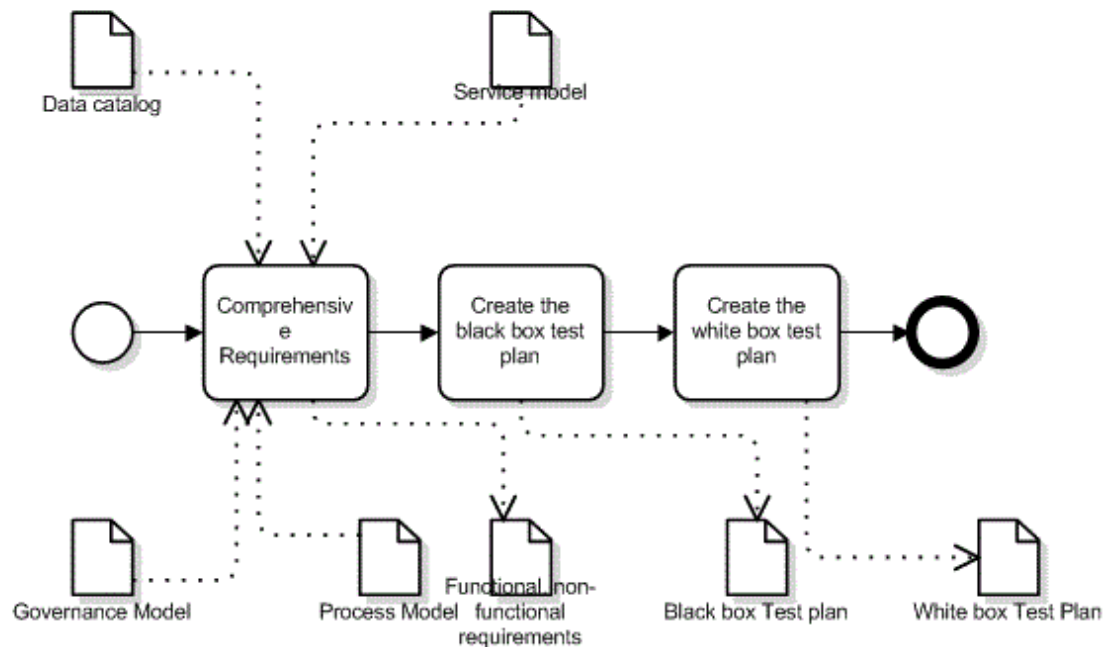 Data catalog
Service model
Comprehensiv
e
Requirements
Create the
black box test
plan
Create the
white box test
plan
Governance Model
Process Model
Functional, non-
functional
requirements
Black box Test plan
White box Test Plan